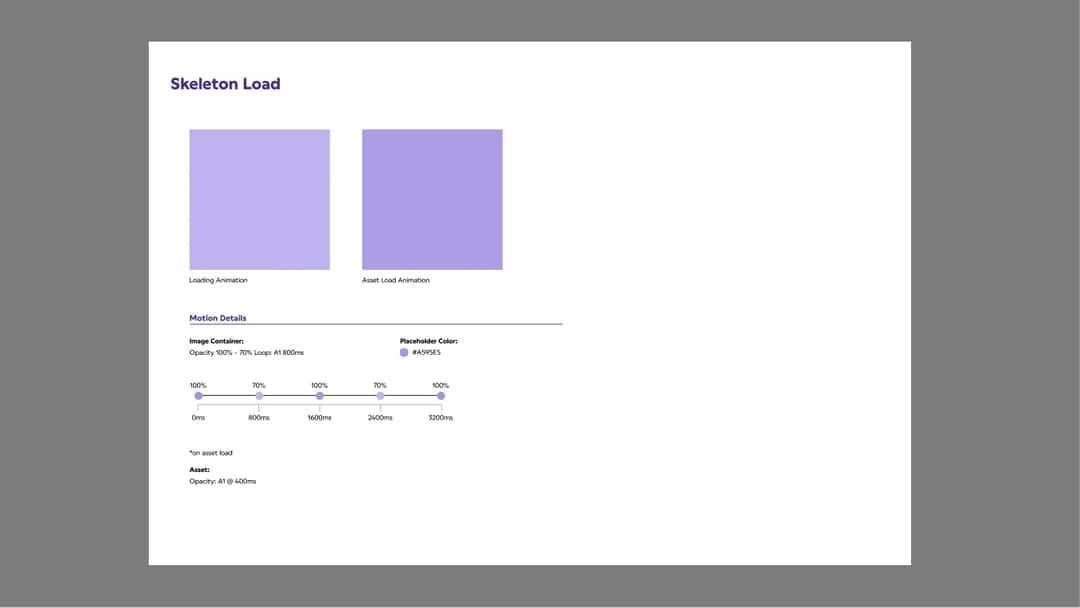 Skeleton Load
Loading Animation
Asset Load Animation
Motion Details
Image Container:
Opacity 100% - 70% Loop: A1 800ms
Placeholder Color:
#A595E5
100% 70% 100% 70% 100%
0ms 800ms 1600ms 2400ms 3200ms
*on asset load
Asset:
Opacity: A1 @ 400ms